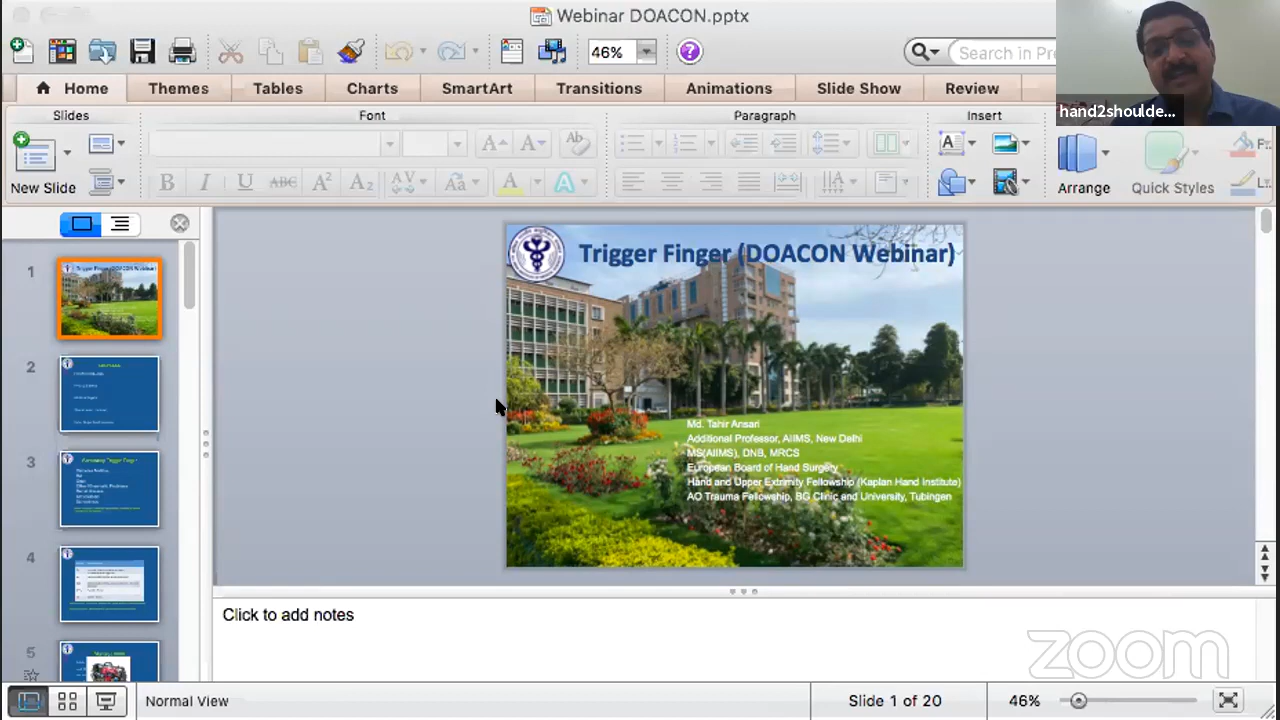 Webinar DOACON.pptx
46%
Search in Pre
hand2shoulde...
Home
Themes
Tables
Charts
SmartArt
Transitions
Animations
Slide Show
Review
Slides
Font
Paragraph
Insert
New Slide
Arrange
Quick Styles
1
2
3
4
5
Trigger Finger (DOACON Webinar)
Md. Tahir Ansari
Additional Professor, AIIMS, New Delhi
MS(AIIMS), DNB, MRCS
European Board of Hand Surgery
Hand and Upper Extrimity Fellowship (Kaplan Hand Institute)
AO Trauma Fellowship, BG Clinic and University, Tubingen
Click to add notes
zoom
Normal View
Slide 1 of 20
46%